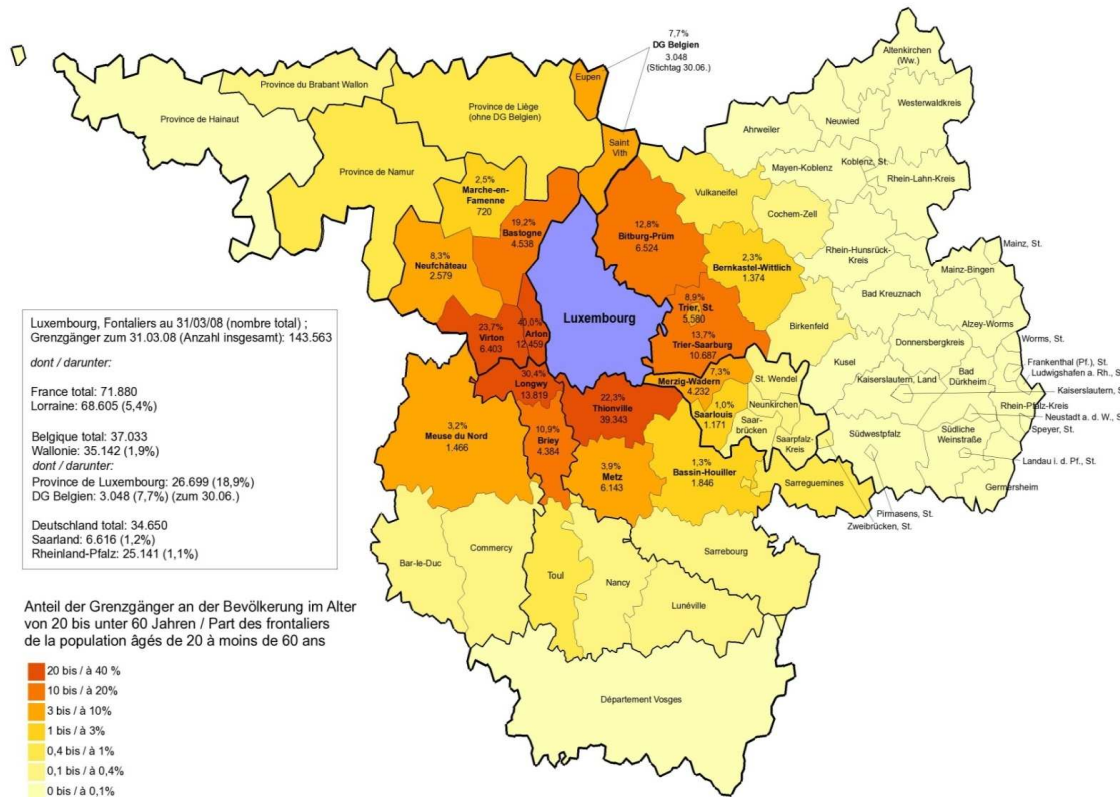 7,7%
DG Belgien
3.048
(Stichtag 30.06.)
Eupen
Saint
Vith
Province du Brabant Wallon
Province de Hainaut
Province de Liège
(ohne DG Belgien)
Province de Namur
2,5%
Marche-en-
Famenne
720
19,2%
Bastogne
4.538
8,3%
Neufchâteau
2.579
23,7%
Virton
6.403
40,0%
Arlon
12.459
Luxembourg
Altenkirchen
(Ww.)
Westerwaldkreis
Neuwied
Ahrweiler
Mayen-Koblenz
Koblenz, St.
Rhein-Lahn-Kreis
Vulkaneifel
Cochem-Zell
12,8%
Bitburg-Prüm
6.524
2,3%
Bernkastel-Wittlich
1.374
Rhein-Hunsrück-
Kreis
Mainz, St.
Mainz-Bingen
Bad Kreuznach
8,9%
Trier, St.
5.580
13,7%
Trier-Saarburg
10.687
Birkenfeld
Alzey-Worms
Worms, St.
Donnersbergkreis
Kusel
Frankenthal (Pf.), St.
Ludwigshafen a. Rh., S
Kaiserslautern, Land
Bad
Dürkheim
Kaiserslautern, S
Rhein-Pfalz-Kreis
Neustadt a. d. W., S
Speyer, St.
Südwestpfalz
Südliche
Weinstraße
Landau i. d. Pf., St.
Germersheim
Pirmasens, St.
Zweibrücken, St.
7,3%
Merzig-Wadern
4.232
St. Wendel
1,0%
Saarlouis
1.171
Neunkirchen
Saar-
brücken
Saarpfalz-
Kreis
30,4%
Longwy
13.819
22,3%
Thionville
39.343
3,2%
Meuse du Nord
1.466
10,9%
Briey
4.384
3,9%
Metz
6.143
1,3%
Bassin-Houiller
1.846
Sarreguemines
Bar-le-Duc
Commercy
Toul
Nancy
Sarrebourg
Lunéville
Département Vosges
Luxembourg, Fontaliers au 31/03/08 (nombre total) ;
Grenzgänger zum 31.03.08 (Anzahl insgesamt): 143.563
dont / darunter:
France total: 71.880
Lorraine: 68.605 (5,4%)
Belgique total: 37.033
Wallonie: 35.142 (1,9%)
dont / darunter:
Province de Luxembourg: 26.699 (18,9%)
DG Belgien: 3.048 (7,7%) (zum 30.06.)
Deutschland total: 34.650
Saarland: 6.616 (1,2%)
Rheinland-Pfalz: 25.141 (1,1%)
Anteil der Grenzgänger an der Bevölkerung im Alter
von 20 bis unter 60 Jahren / Part des frontaliers
de la population âgés de 20 à moins de 60 ans
20 bis / à 40 %
10 bis / à 20%
3 bis / à 10%
1 bis / à 3%
0,4 bis / à 1%
0,1 bis / à 0,4%
0 bis / à 0,1%